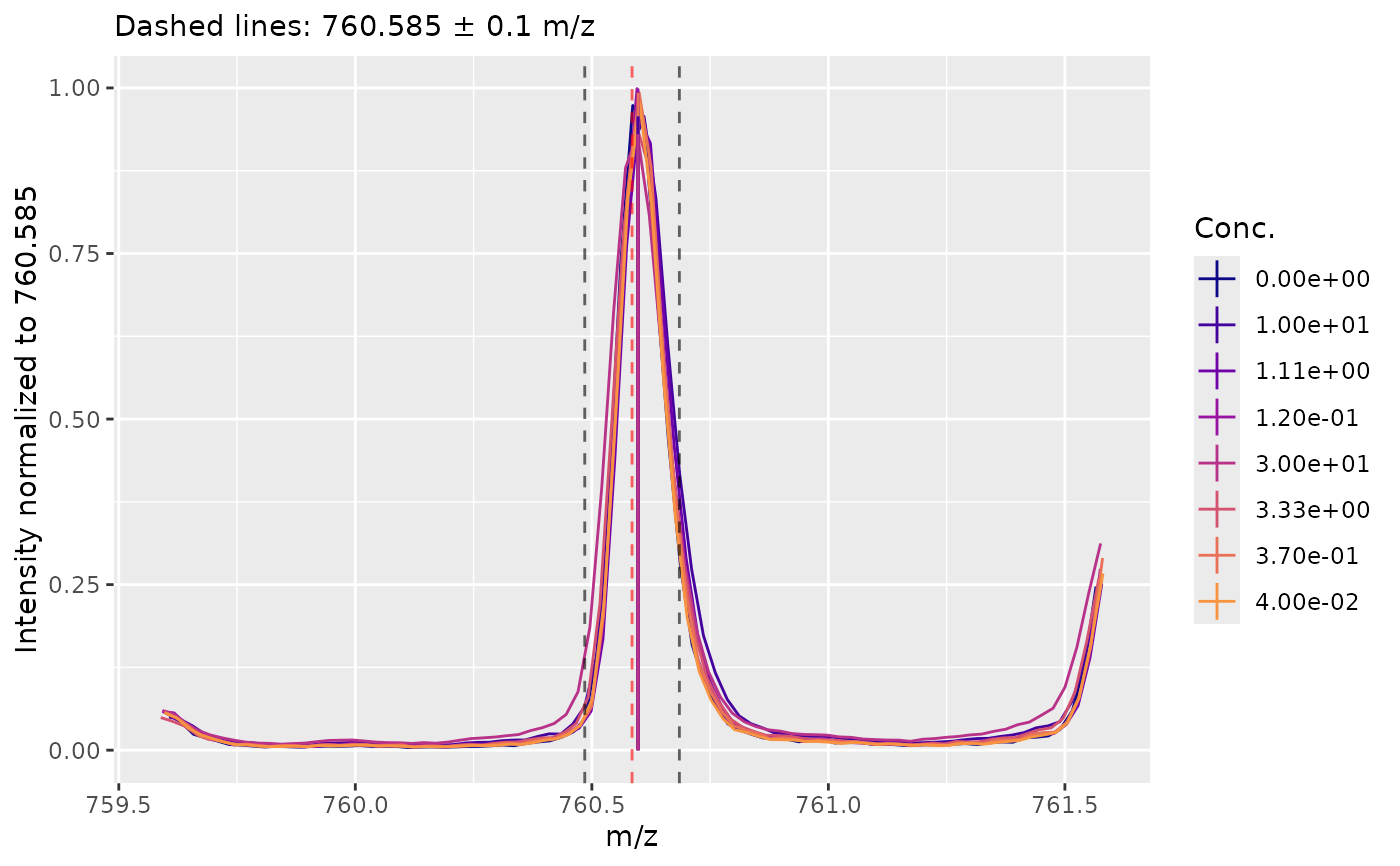 Dashed lines: 760.585 ± 0.1 m/z
Intensity normalized to 760.585
1.00
0.75
0.50
0.25
0.00
759.5
760.0
760.5
761.0
761.5
m/z
Conc.
0.00e+00
1.00e+01
1.11e+00
1.20e-01
3.00e+01
3.33e+00
3.70e-01
4.00e-02